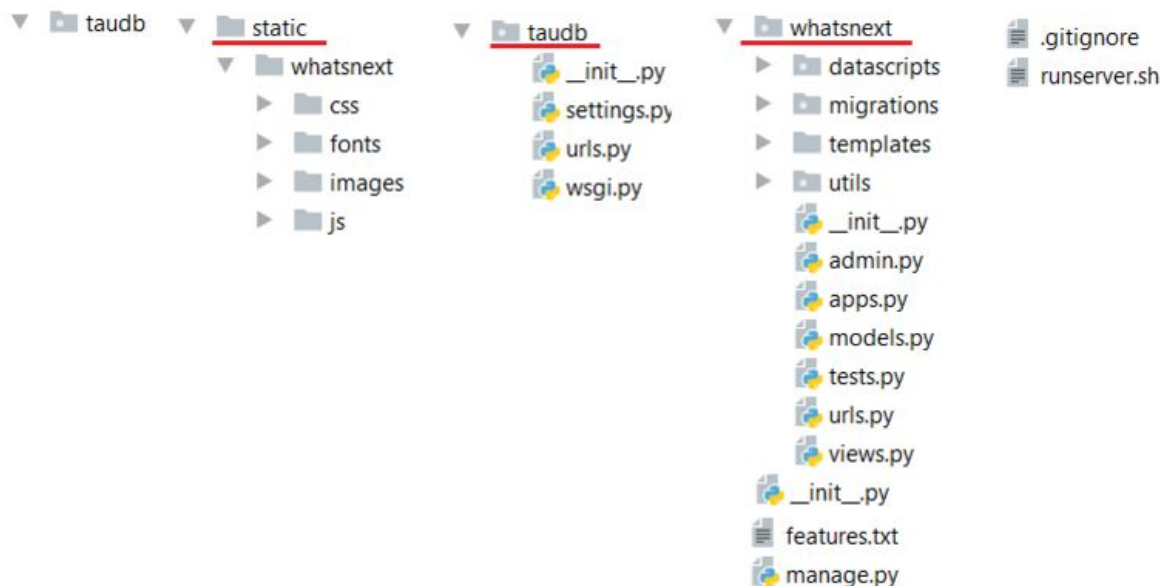 taudb
static
whatsnext
css
fonts
images
js
taudb
__init__.py
settings.py
urls.py
wsgi.py
whatsnext
datascripts
migrations
templates
utils
__init__.py
admin.py
apps.py
models.py
tests.py
urls.py
views.py
__init__.py
features.txt
manage.py
.gitignore
runserver.sh